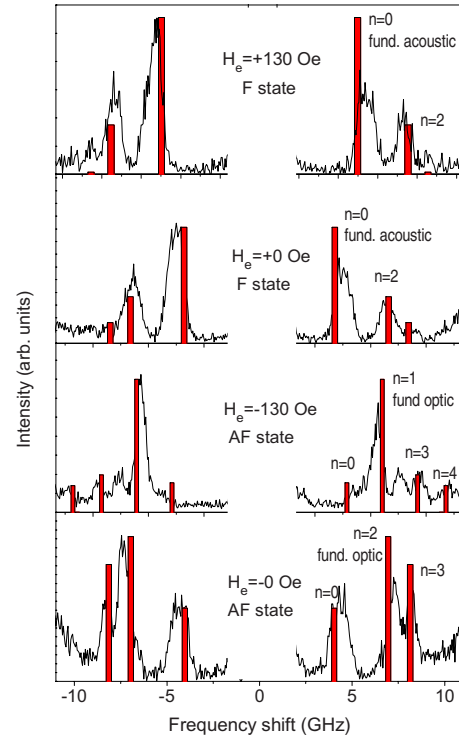 n=0
fund. acoustic
H_e=+130 Oe
F state
n=2
n=0
fund. acoustic
H_e=+0 Oe
F state
n=2
n=1
fund optic
H_e=-130 Oe
AF state
n=0
n=3
n=4
n=2
fund. optic
n=3
H_e=-0 Oe
AF state
n=0
Intensity (arb. units)
-10 -5 0 5 10
Frequency shift (GHz)